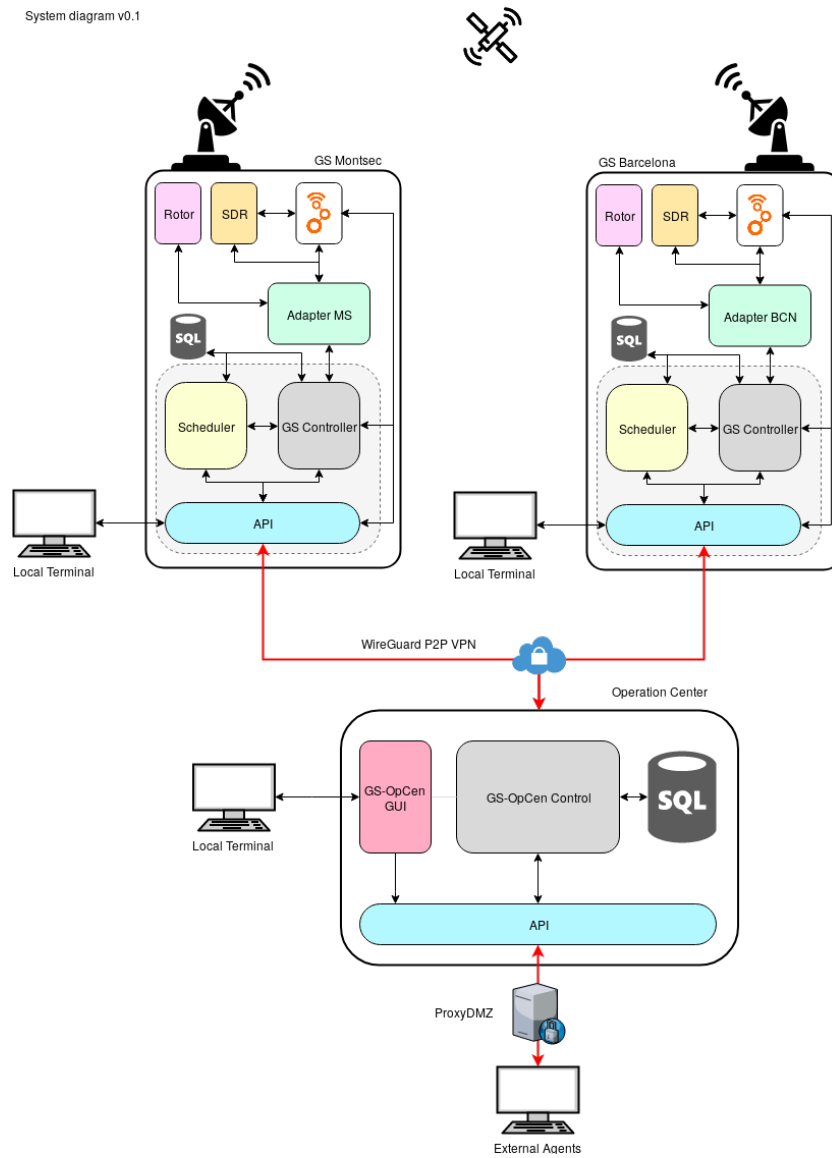 System diagram v0.1
GS Montsec
GS Barcelona
Rotor
SDR
Rotor
SDR
Adapter MS
Adapter BCN
SQL
SQL
Scheduler
GS Controller
Scheduler
GS Controller
API
API
Local Terminal
Local Terminal
WireGuard P2P VPN
Operation Center
GS-OpCen
GUI
GS-OpCen Control
SQL
Local Terminal
API
ProxyDMZ
External Agents